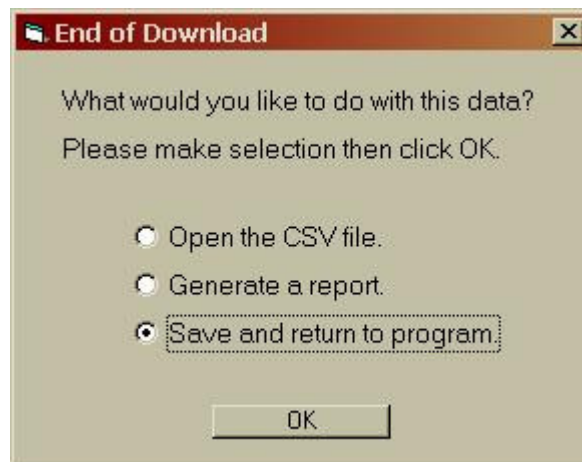 End of Download
What would you like to do with this data?
Please make selection then click OK.
Open the CSV file.
Generate a report.
Save and return to program.
OK